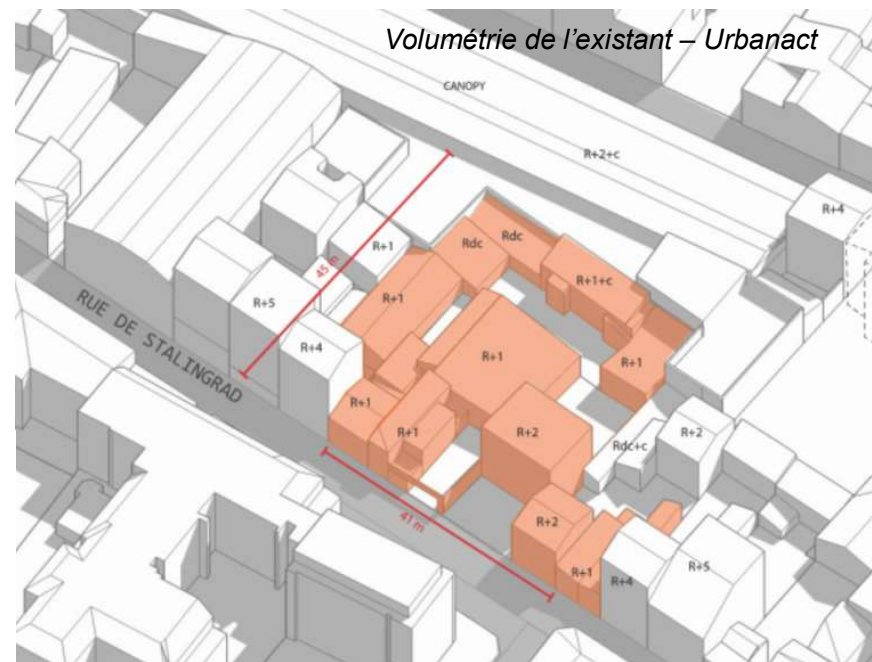 Volumétrie de l'existant – Urbanact
CANOPY
R+2+c
R+4
Rdc
Rdc
R+1
R+1+c
45 m
R+5
R+1
R+1
R+1
R+4
RUE DE STALINGRAD
R+1
R+1
R+2
Rdc+c
R+2
41 m
R+2
R+1
R+4
R+5